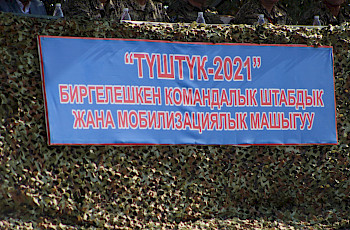 "ТҮШТҮК-2021"
БИРГЕЛЕШКЕН КОМАНДАЛЫК ШТАБДЫК
ЖАНА МОБИЛИЗАЦИЯЛЫК МАШЫГУУ